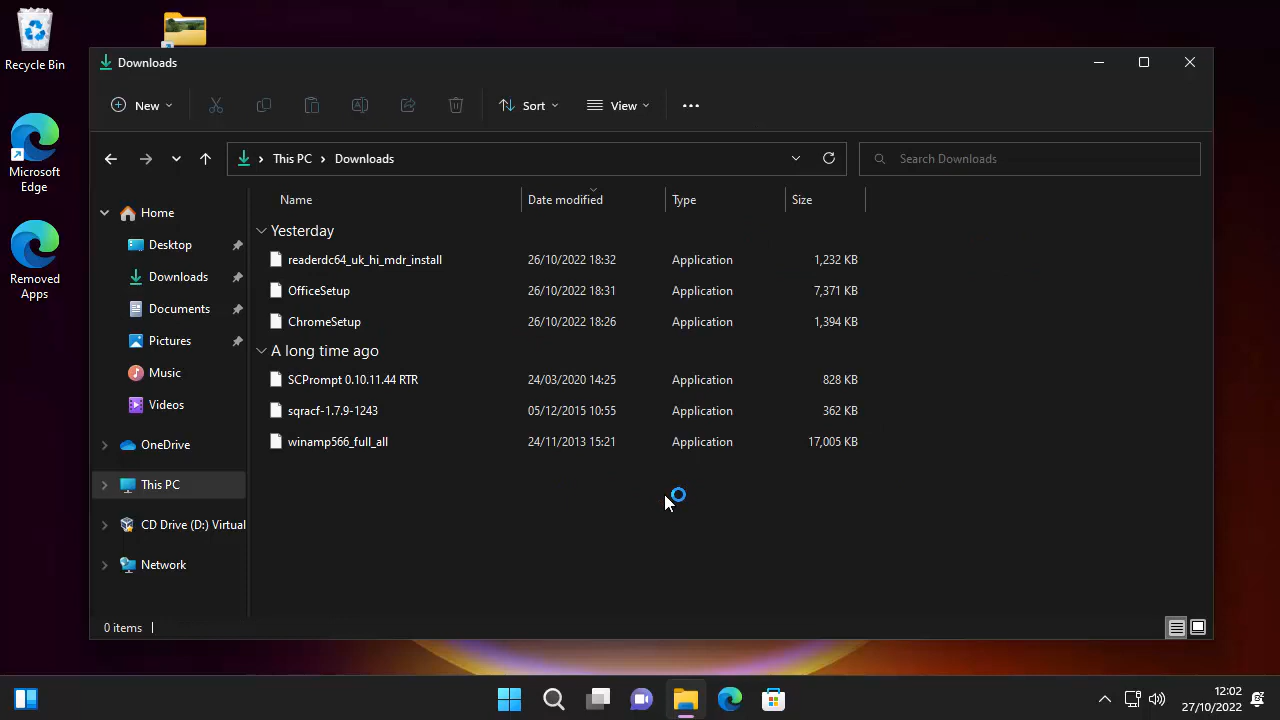 Recycle Bin
Microsoft
Edge
Removed
Apps
Downloads
New
Sort
View
This PC
Downloads
Search Downloads
Name
Date modified
Type
Size
Home
Desktop
Downloads
Documents
Pictures
Music
Videos
OneDrive
This PC
CD Drive (D:) Virtual
Network
Yesterday
readerdc64_uk_hi_mdr_install 26/10/2022 18:32 Application 1,232 KB
OfficeSetup 26/10/2022 18:31 Application 7,371 KB
ChromeSetup 26/10/2022 18:26 Application 1,394 KB
A long time ago
SCPrompt 0.10.11.44 RTR 24/03/2020 14:25 Application 828 KB
sqracf-1.7.9-1243 05/12/2015 10:55 Application 362 KB
winamp566_full_all 24/11/2013 15:21 Application 17,005 KB
0 items
12:02
27/10/2022